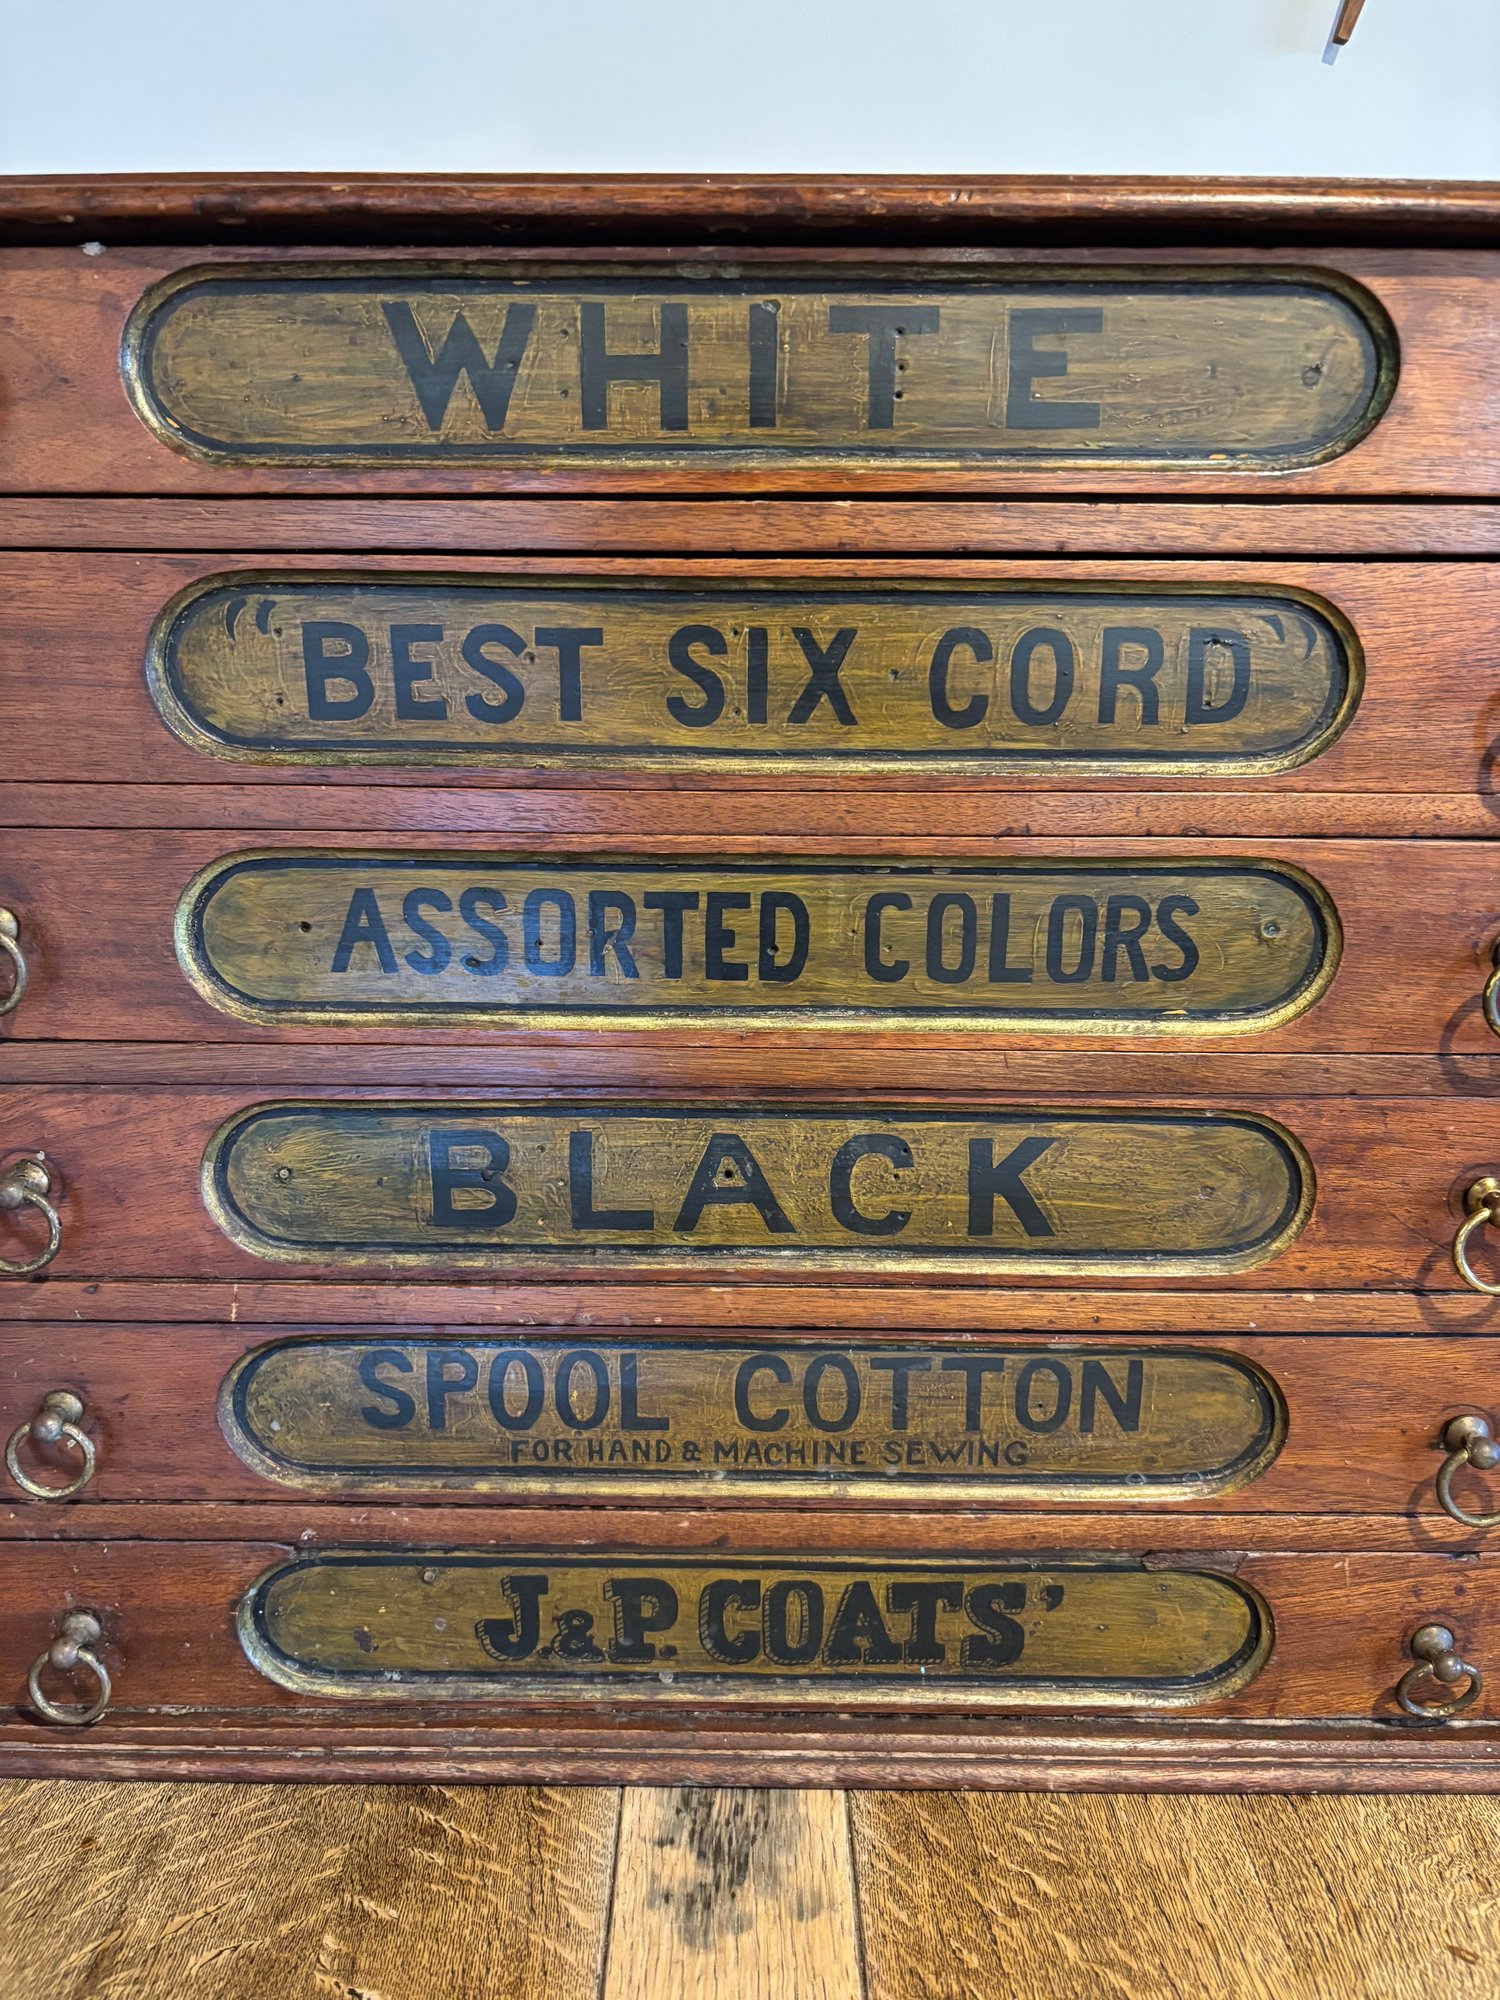 WHITE
"BEST SIX CORD"
ASSORTED COLORS
BLACK
SPOOL COTTON
FOR HAND & MACHINE SEWING
J. & P. COATS'